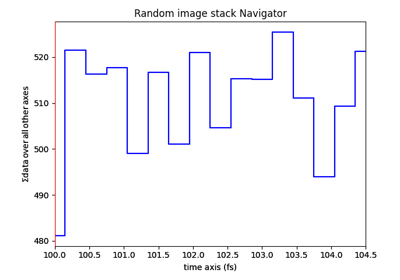 Random image stack Navigator
Σdata over all other axes
520
510
500
490
480
100.0 100.5 101.0 101.5 102.0 102.5 103.0 103.5 104.0 104.5
time axis (fs)